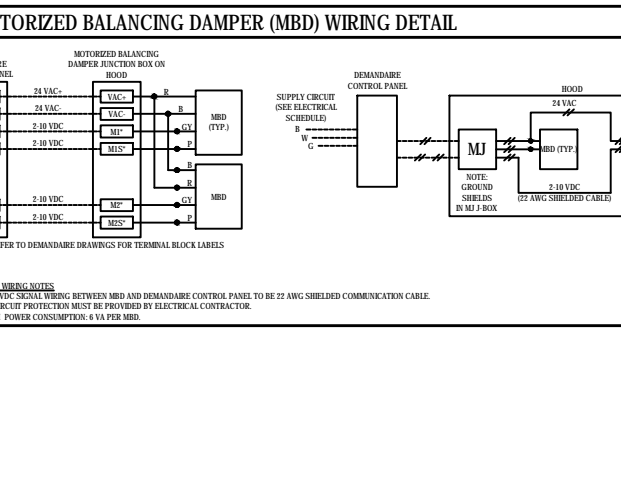 TORIZED BALANCING DAMPER (MBD) WIRING DETAIL
MOTORIZED BALANCING
DAMPER JUNCTION BOX ON
HOOD
RE
NEL
24 VAC+
24 VAC-
2-10 VDC
2-10 VDC
2-10 VDC
2-10 VDC
VAC+
VAC-
M1*
M1S*
M2*
M2S*
R
B
GY
P
B
R
GY
P
MBD
(TYP.)
MBD
FER TO DEMANDAIRE DRAWINGS FOR TERMINAL BLOCK LABELS
SUPPLY CIRCUIT
(SEE ELECTRICAL
SCHEDULE)
B
W
G
DEMANDAIRE
CONTROL PANEL
HOOD
24 VAC
MJ
MBD (TYP.)
NOTE:
GROUND
SHIELDS
IN MJ J-BOX
2-10 VDC
(22 AWG SHIELDED CABLE)
WIRING NOTES
VDC SIGNAL WIRING BETWEEN MBD AND DEMANDAIRE CONTROL PANEL TO BE 22 AWG SHIELDED COMMUNICATION CABLE.
RCUIT PROTECTION MUST BE PROVIDED BY ELECTRICAL CONTRACTOR.
POWER CONSUMPTION: 6 VA PER MBD.